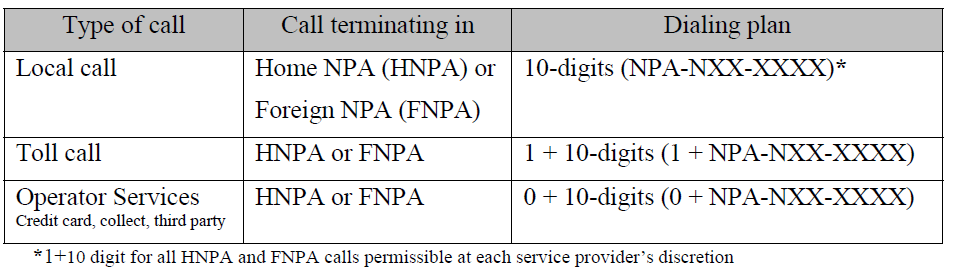 Type of call Call terminating in Dialing plan
Local call Home NPA (HNPA) or 10-digits (NPA-NXX-XXXX)*
Foreign NPA (FNPA)
Toll call HNPA or FNPA 1 + 10-digits (1 + NPA-NXX-XXXX)
Operator Services HNPA or FNPA 0 + 10-digits (0 + NPA-NXX-XXXX)
Credit card, collect, third party
*1+10 digit for all HNPA and FNPA calls permissible at each service provider’s discretion